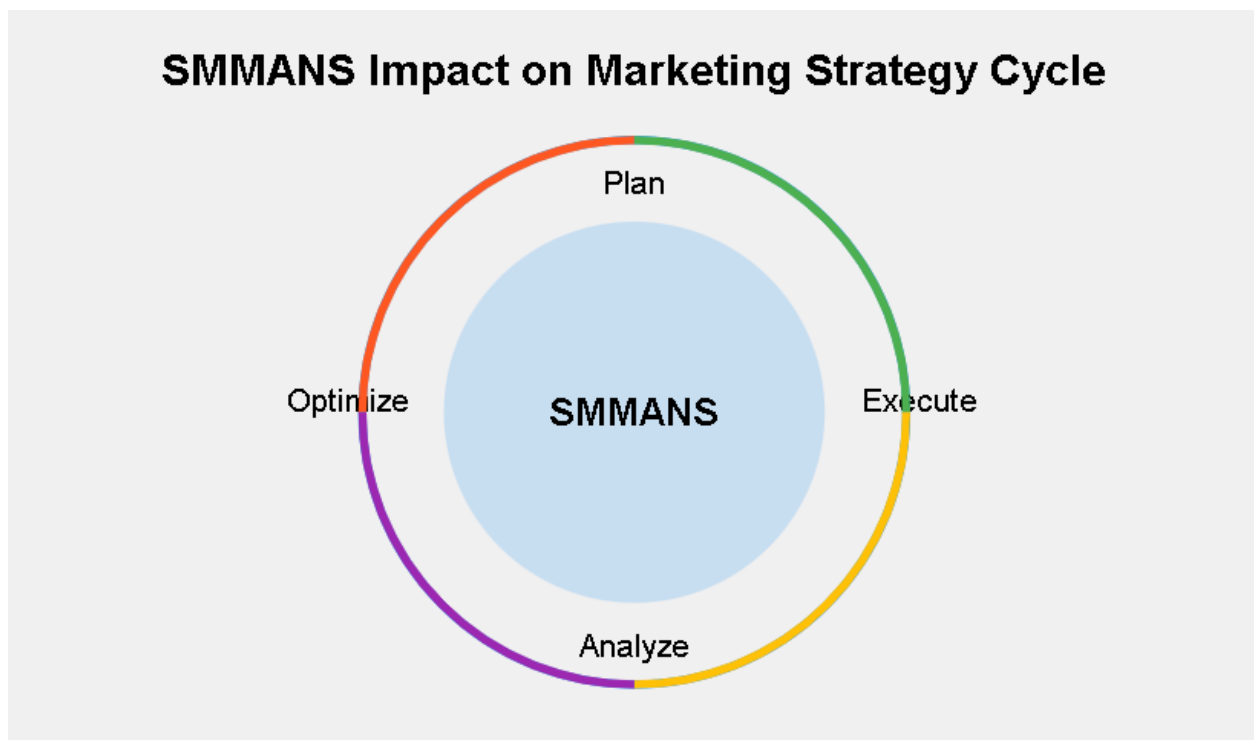 SMMANS Impact on Marketing Strategy Cycle
Plan
Optimize
SMMANS
Execute
Analyze